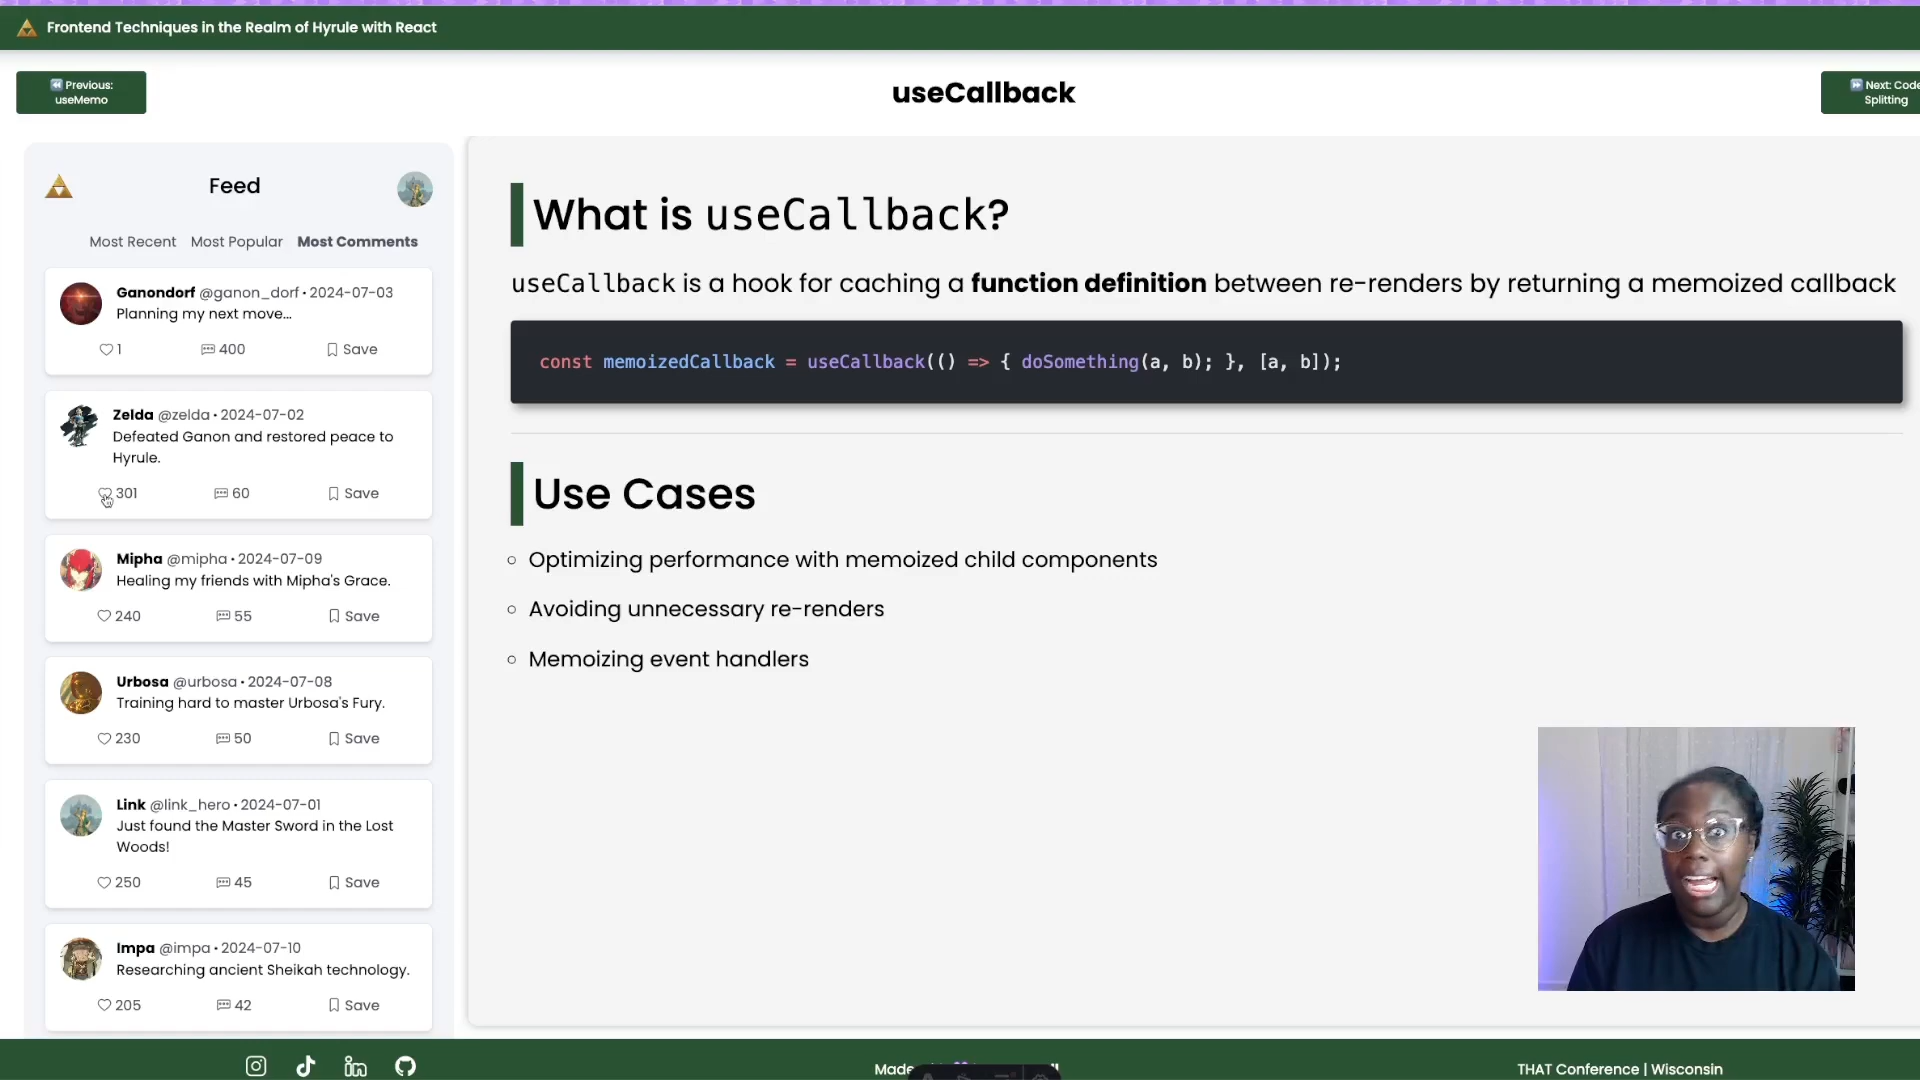 Frontend Techniques in the Realm of Hyrule with React
Previous:
useMemo
useCallback
Next: Code
Splitting
Feed
Most Recent Most Popular Most Comments
Ganondorf @ganon_dorf • 2024-07-03
Planning my next move...
1 400 Save
Zelda @zelda • 2024-07-02
Defeated Ganon and restored peace to
Hyrule.
301 60 Save
Mipha @mipha • 2024-07-09
Healing my friends with Mipha's Grace.
240 55 Save
Urbosa @urbosa • 2024-07-08
Training hard to master Urbosa's Fury.
230 50 Save
Link @link_hero • 2024-07-01
Just found the Master Sword in the Lost
Woods!
250 45 Save
Impa @impa • 2024-07-10
Researching ancient Sheikah technology.
205 42 Save
What is useCallback?
useCallback is a hook for caching a function definition between re-renders by returning a memoized callback
const memoizedCallback = useCallback(() => { doSomething(a, b); }, [a, b]);
Use Cases
Optimizing performance with memoized child components
Avoiding unnecessary re-renders
Memoizing event handlers
Made
THAT Conference | Wisconsin